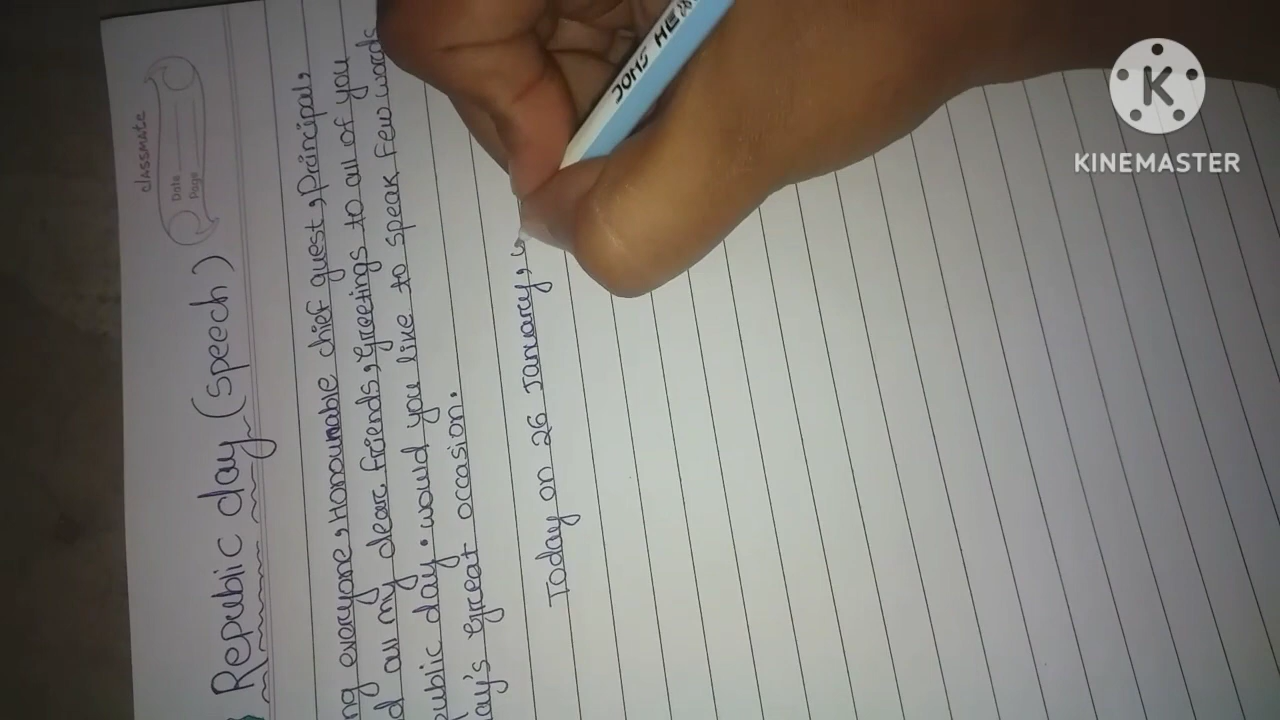 classmate
Date
Page
Republic day (speech)
ng everyone, Honourable chief guest, Principal,
d all my dear friends, Greetings to all of you
public day. would you like to speak few words
day's great occasion.
Today on 26 January,
JOMS HE
KINEMASTER